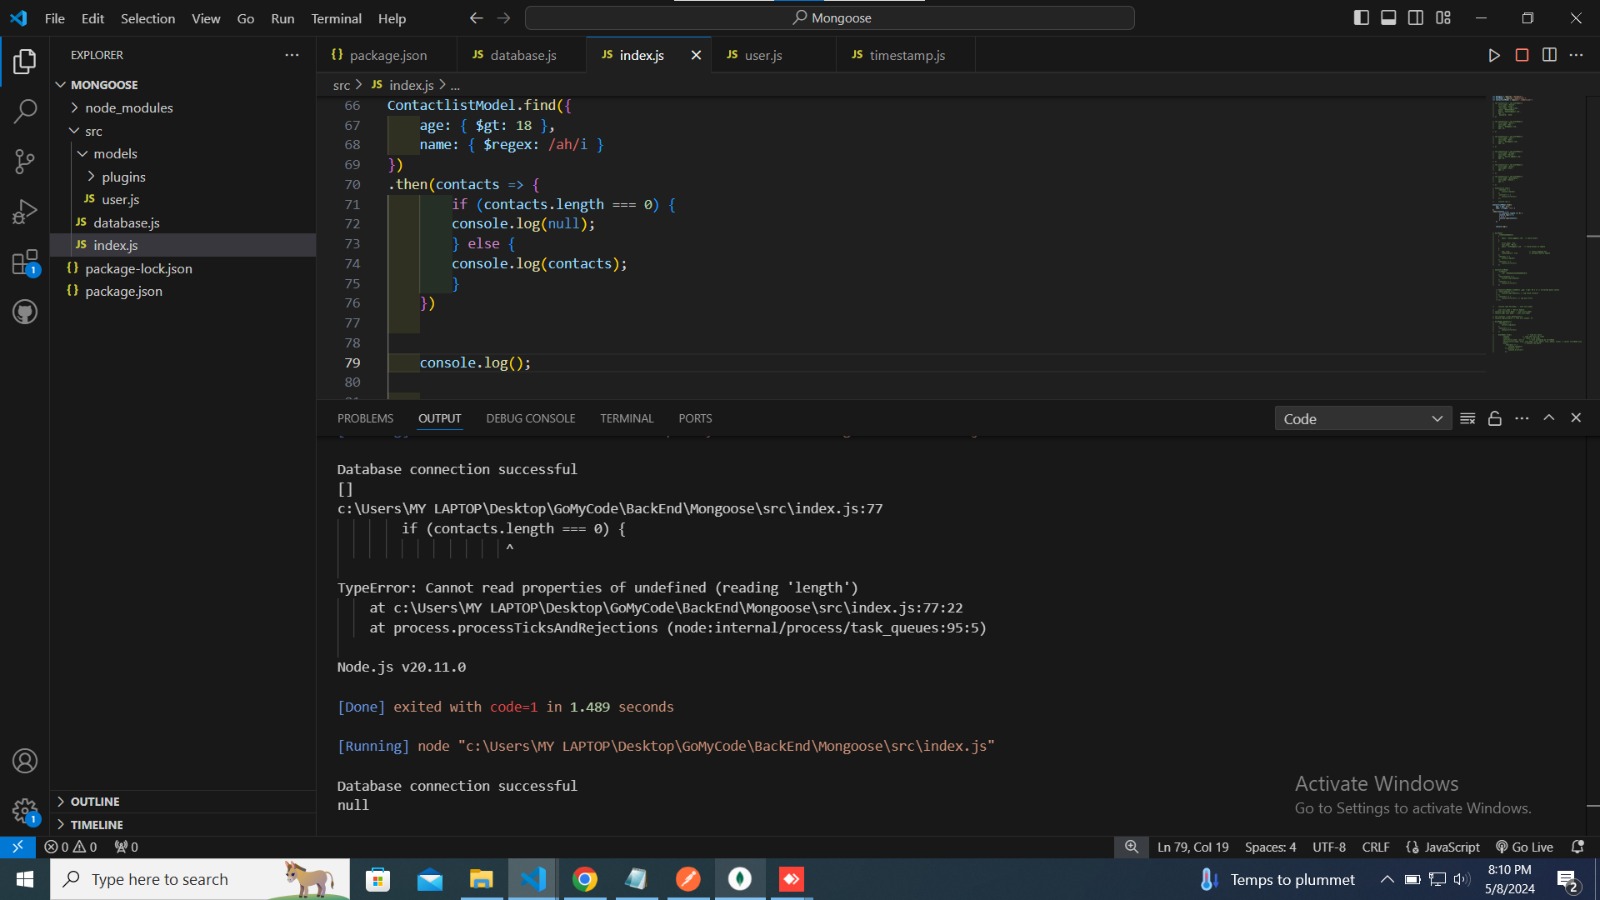 File Edit Selection View Go Run Terminal Help
Mongoose
EXPLORER
MONGOOSE
node_modules
src
models
plugins
JS user.js
JS database.js
JS index.js
{} package-lock.json
{} package.json
OUTLINE
TIMELINE
{} package.json
JS database.js
JS index.js
JS user.js
JS timestamp.js
src > JS index.js > ...
66 ContactlistModel.find({
67 age: { $gt: 18 },
68 name: { $regex: /ah/i }
69 })
70 .then(contacts => {
71 if (contacts.length === 0) {
72 console.log(null);
73 } else {
74 console.log(contacts);
75 }
76 })
77
78
79 console.log();
80
PROBLEMS OUTPUT DEBUG CONSOLE TERMINAL PORTS
Code
Database connection successful
[]
c:\Users\MY LAPTOP\Desktop\GoMyCode\BackEnd\Mongoose\src\index.js:77
if (contacts.length === 0) {
^
TypeError: Cannot read properties of undefined (reading 'length')
at c:\Users\MY LAPTOP\Desktop\GoMyCode\BackEnd\Mongoose\src\index.js:77:22
at process.processTicksAndRejections (node:internal/process/task_queues:95:5)
Node.js v20.11.0
[Done] exited with code=1 in 1.489 seconds
[Running] node "c:\Users\MY LAPTOP\Desktop\GoMyCode\BackEnd\Mongoose\src\index.js"
Database connection successful
null
Activate Windows
Go to Settings to activate Windows.
1
1
0 0 0
Ln 79, Col 19 Spaces: 4 UTF-8 CRLF JavaScript Go Live
Type here to search
Temps to plummet
8:10 PM
5/8/2024
2